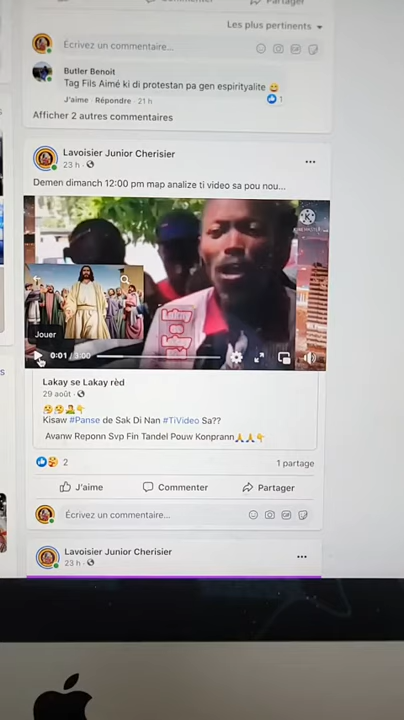 Partager
Les plus pertinents
Écrivez un commentaire...
Butler Benoit
Tag Fils Aimé ki di protestan pa gen espirityalite 😄
J'aime · Répondre · 21 h
1
Afficher 2 autres commentaires
Lavoisier Junior Cherisier
23 h ·
Demen dimanch 12:00 pm map analize ti video sa pou nou...
Jouer
0:01 / 3:00
Lakay se Lakay rèd
29 août ·
🤔🤔🤷👇
Kisaw #Panse de Sak Di Nan #TiVideo Sa??
Avanw Reponn Svp Fin Tandel Pouw Konprann🙏🙏👇
2
1 partage
J'aime
Commenter
Partager
Écrivez un commentaire...
Lavoisier Junior Cherisier
23 h ·